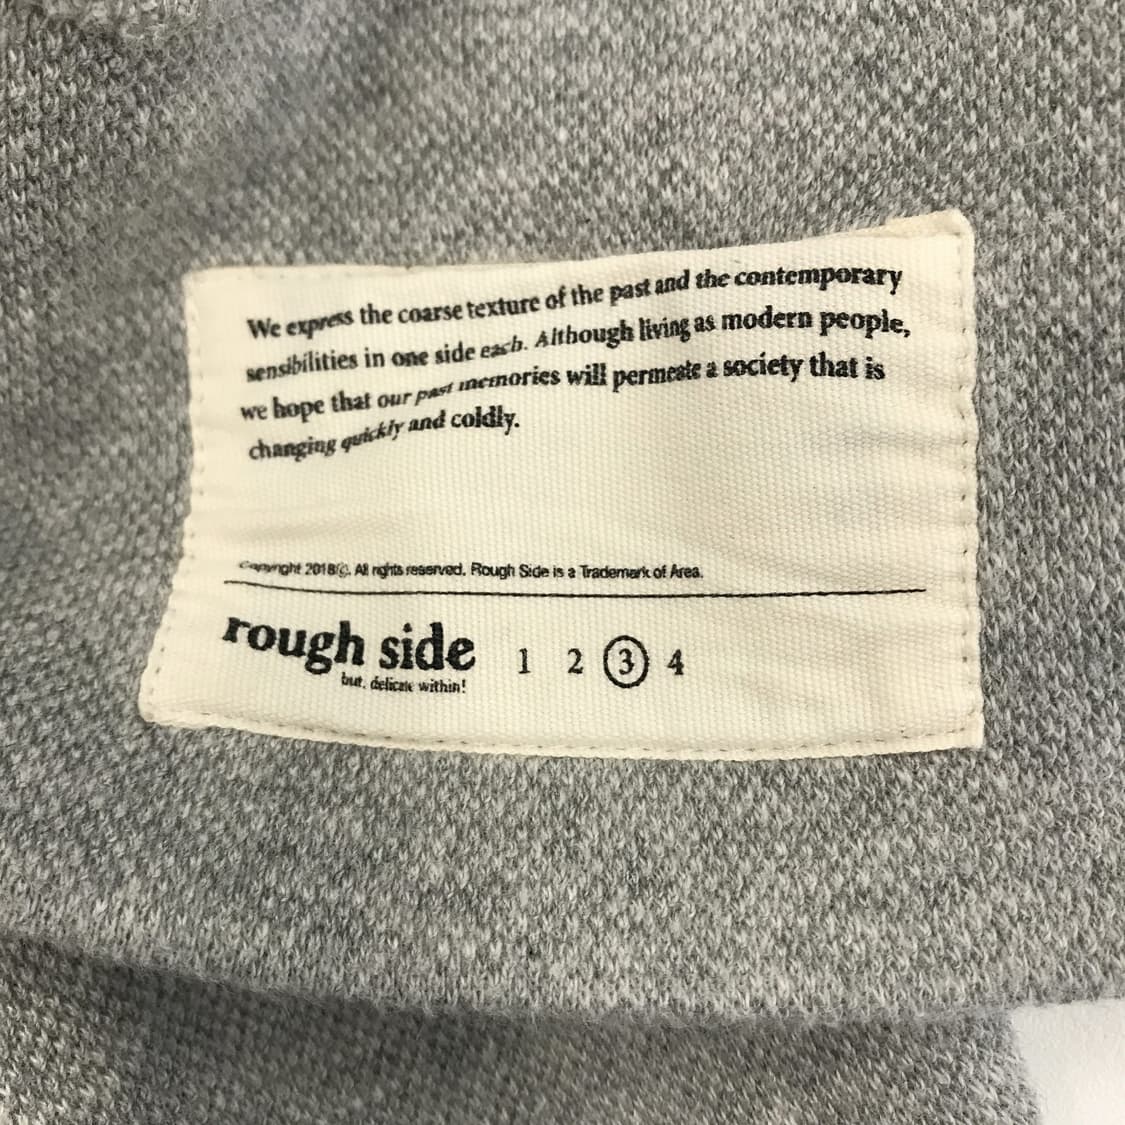 We express the coarse texture of the past and the contemporary
sensibilities in one side each. Although living as modern people,
we hope that our past memories will permeate a society that is
changing quickly and coldly.
Copyright 2018©. All rights reserved. Rough Side is a Trademark of Area.
rough side 1 2 3 4
but, delicate within!